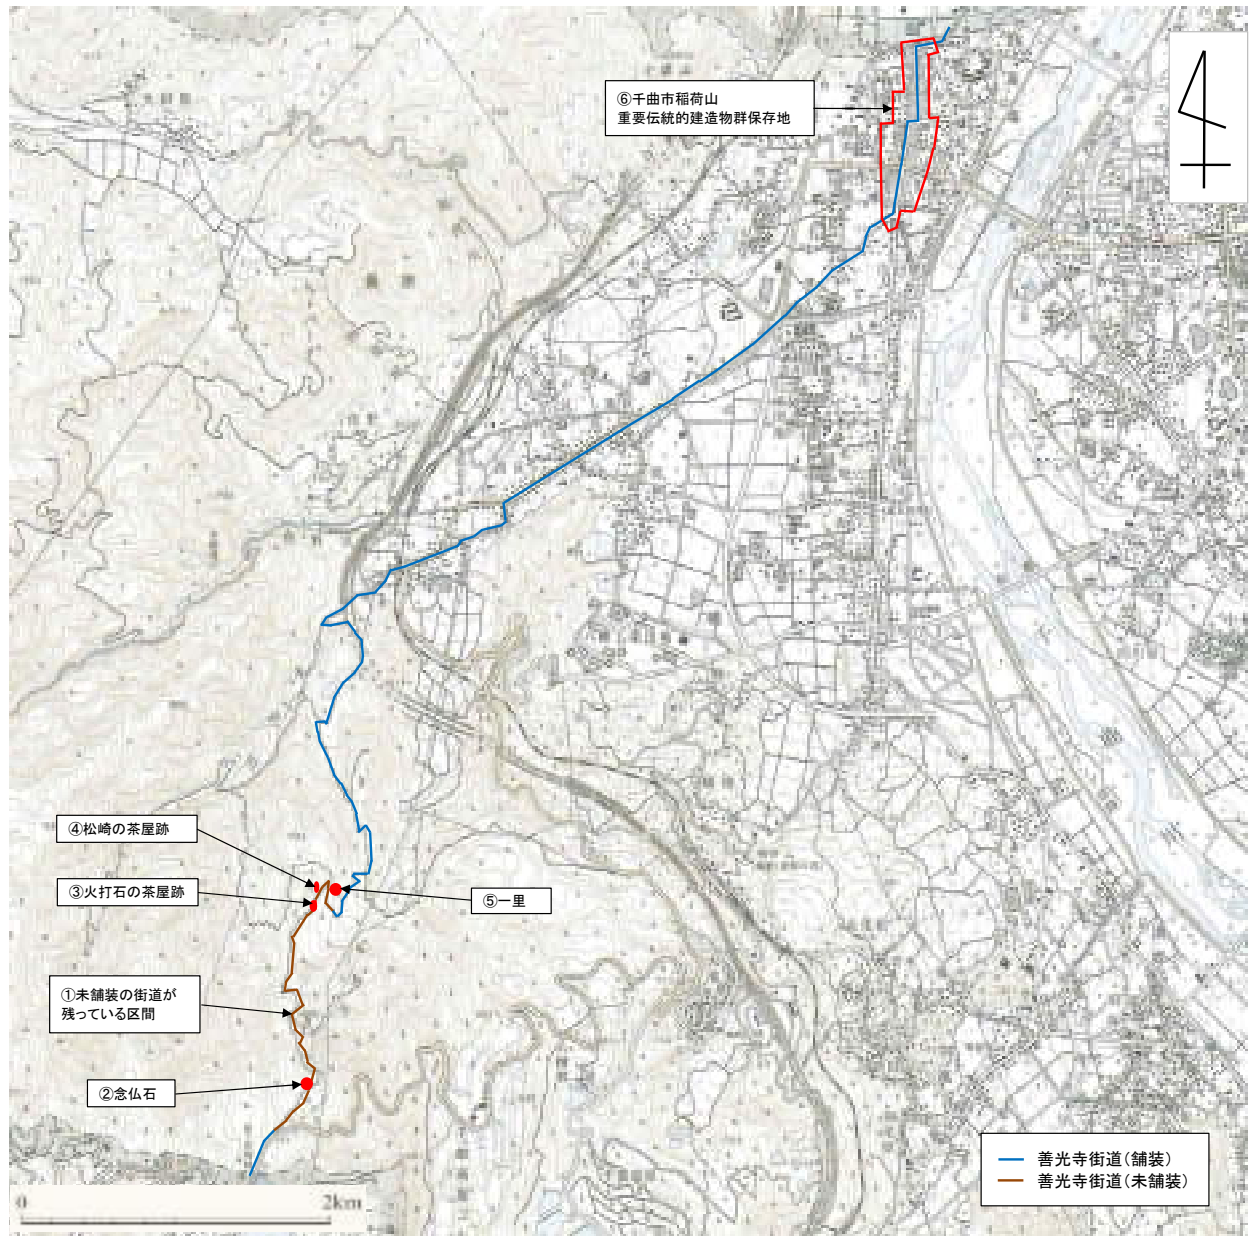 ⑥千曲市稲荷山
重要伝統的建造物群保存地
④松崎の茶屋跡
③火打石の茶屋跡
⑤一里
①未舗装の街道が
残っている区間
②念仏石
善光寺街道(舗装)
善光寺街道(未舗装)
0 2km